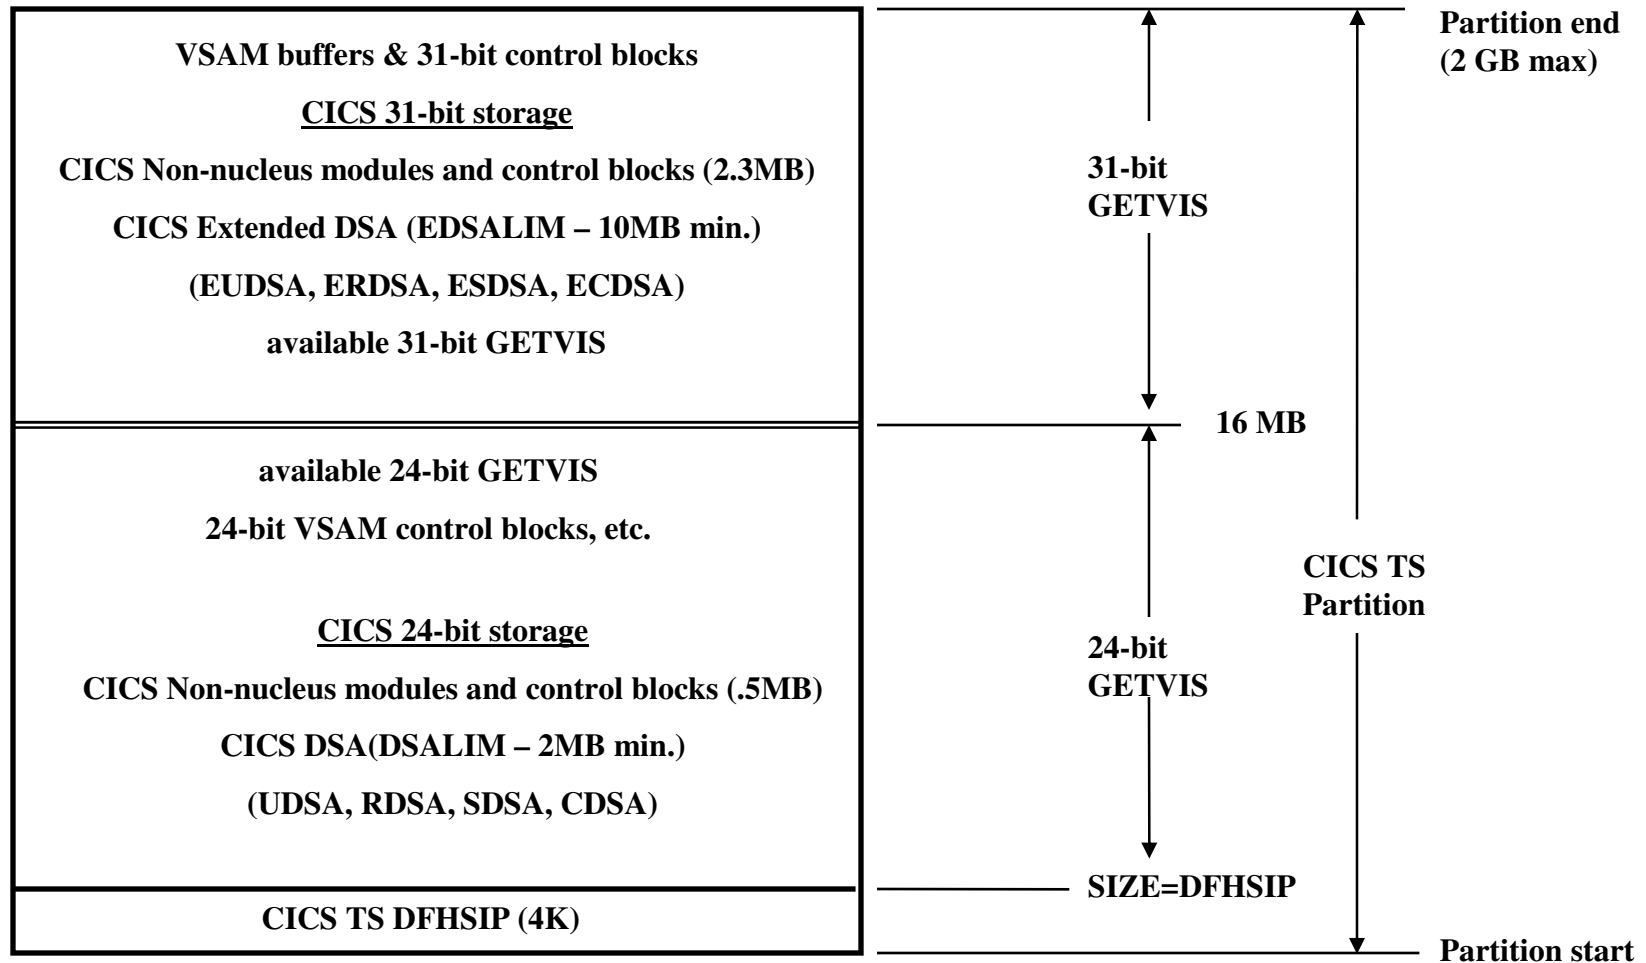 VSAM buffers & 31-bit control blocks
CICS 31-bit storage
CICS Non-nucleus modules and control blocks (2.3MB)
CICS Extended DSA (EDSALIM – 10MB min.)
(EUDSA, ERDSA, ESDSA, ECDSA)
available 31-bit GETVIS
available 24-bit GETVIS
24-bit VSAM control blocks, etc.
CICS 24-bit storage
CICS Non-nucleus modules and control blocks (.5MB)
CICS DSA(DSALIM – 2MB min.)
(UDSA, RDSA, SDSA, CDSA)
CICS TS DFHSIP (4K)
31-bit
GETVIS
16 MB
24-bit
GETVIS
SIZE=DFHSIP
CICS TS
Partition
Partition end
(2 GB max)
Partition start